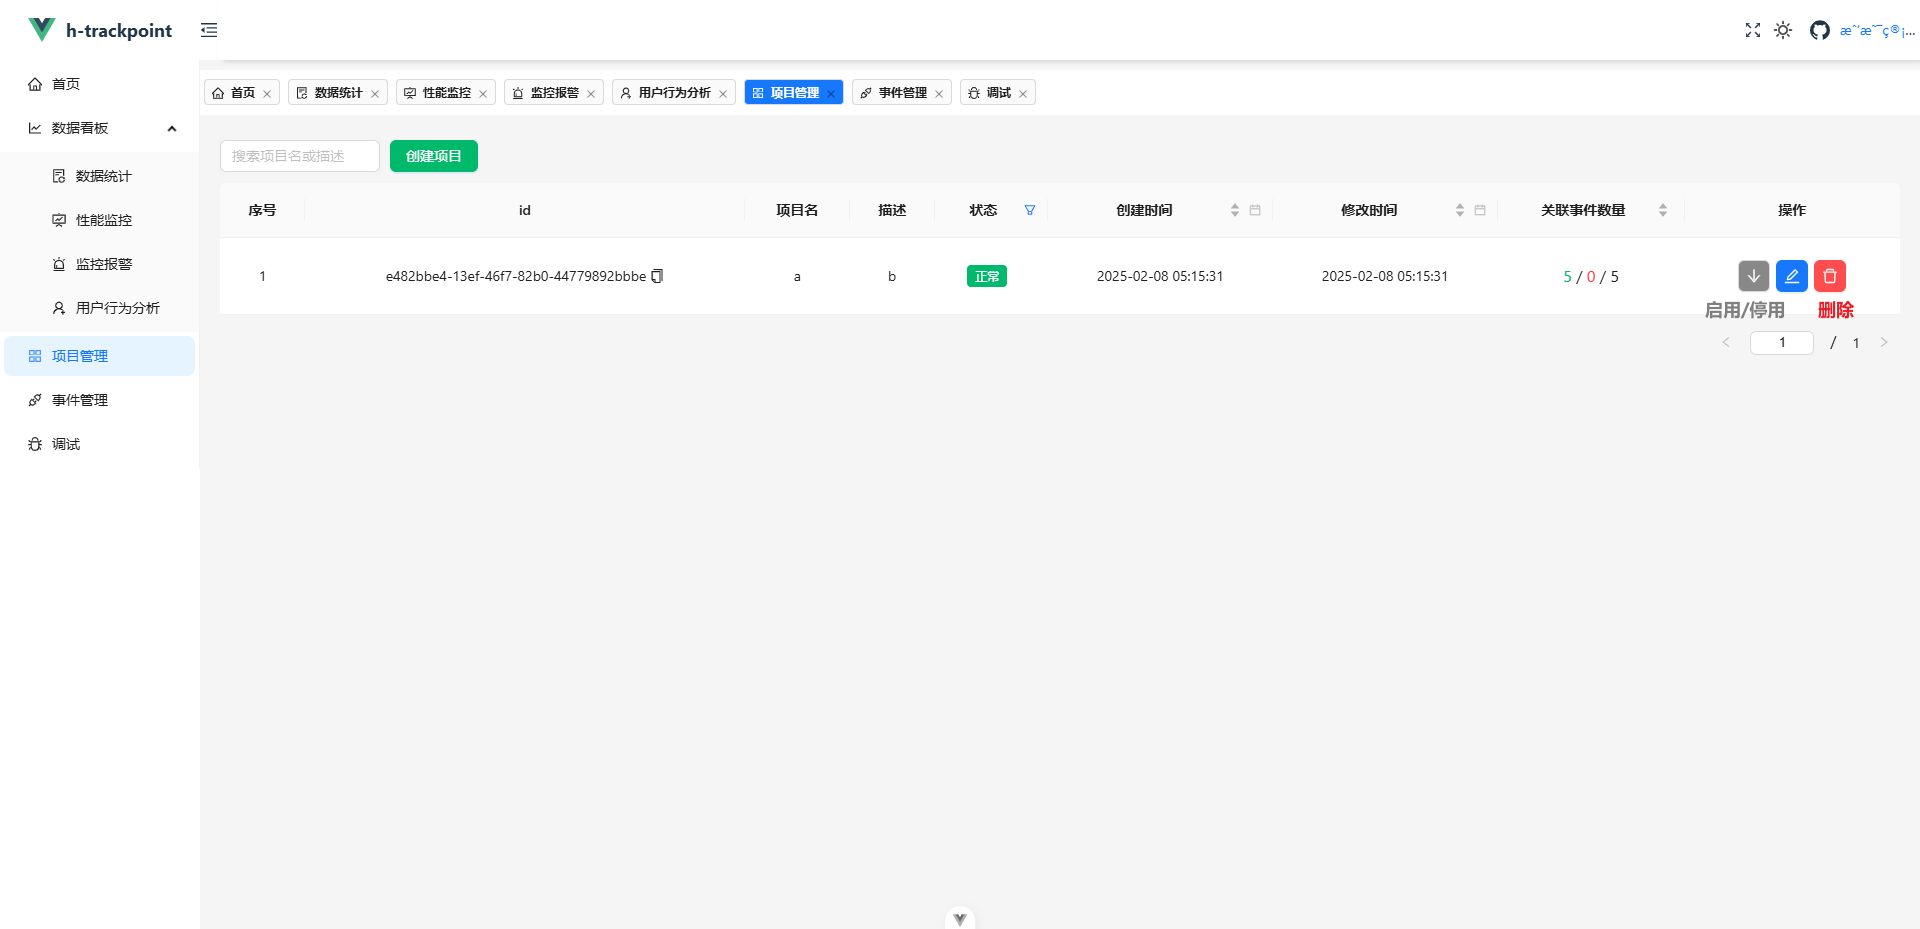 h-trackpoint
æˆ‘æ˜¯ç®¡...
首页
数据看板
数据统计
性能监控
监控报警
用户行为分析
项目管理
事件管理
调试
首页 数据统计 性能监控 监控报警 用户行为分析 项目管理 事件管理 调试
搜索项目名或描述 创建项目
序号 id 项目名 描述 状态 创建时间 修改时间 关联事件数量 操作
1 e482bbe4-13ef-46f7-82b0-44779892bbbe a b 正常 2025-02-08 05:15:31 2025-02-08 05:15:31 5 / 0 / 5
启用/停用 删除
1 / 1